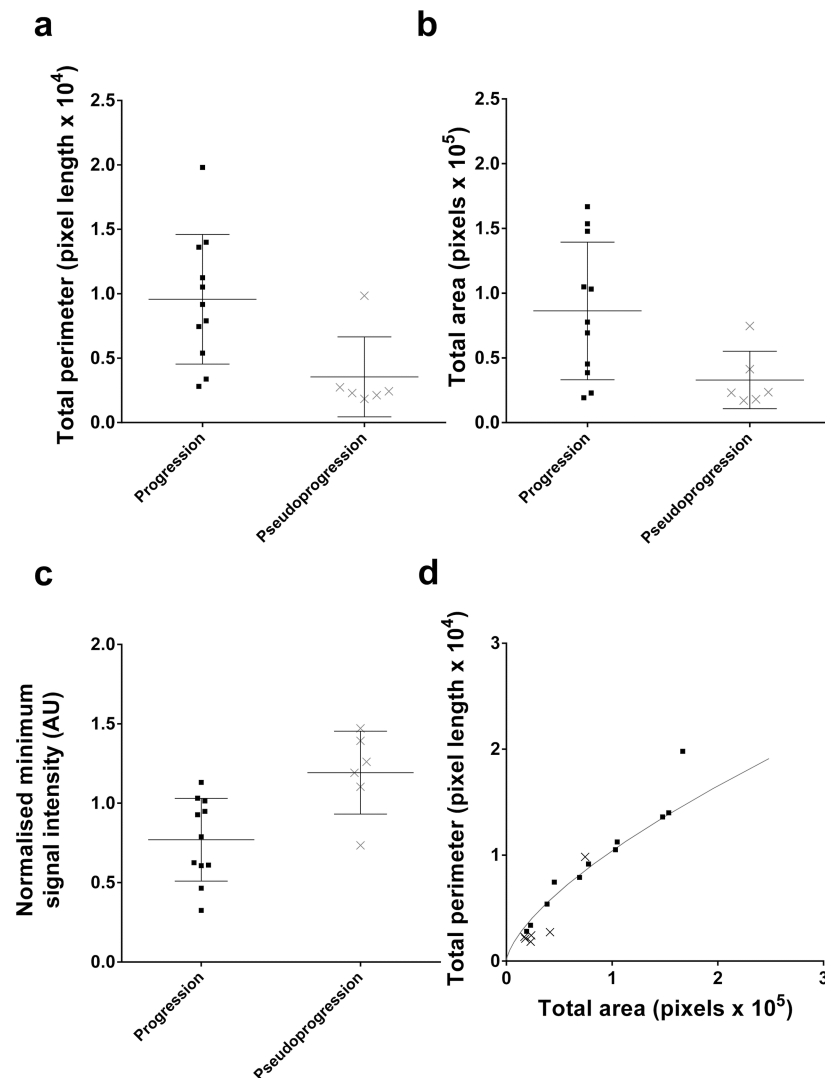 a
Total perimeter (pixel length x 10⁴)
2.5
2.0
1.5
1.0
0.5
0.0
Progression
Pseudoprogression
b
Total area (pixels x 10⁵)
2.5
2.0
1.5
1.0
0.5
0.0
Progression
Pseudoprogression
c
Normalised minimum
signal intensity (AU)
2.0
1.5
1.0
0.5
0.0
Progression
Pseudoprogression
d
Total perimeter (pixel length x 10⁴)
3
2
1
0
0
1
2
3
Total area (pixels x 10⁵)